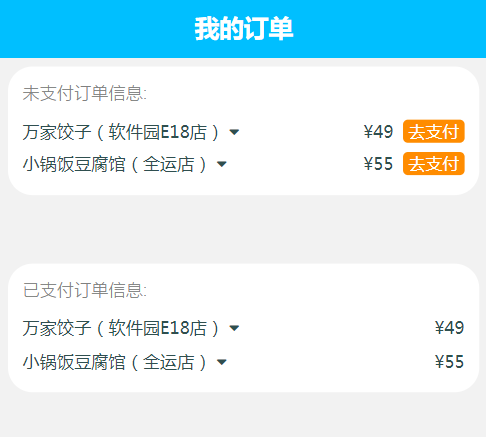 我的订单
未支付订单信息:
万家饺子（软件园E18店） ¥49 去支付
小锅饭豆腐馆（全运店） ¥55 去支付
已支付订单信息:
万家饺子（软件园E18店） ¥49
小锅饭豆腐馆（全运店） ¥55